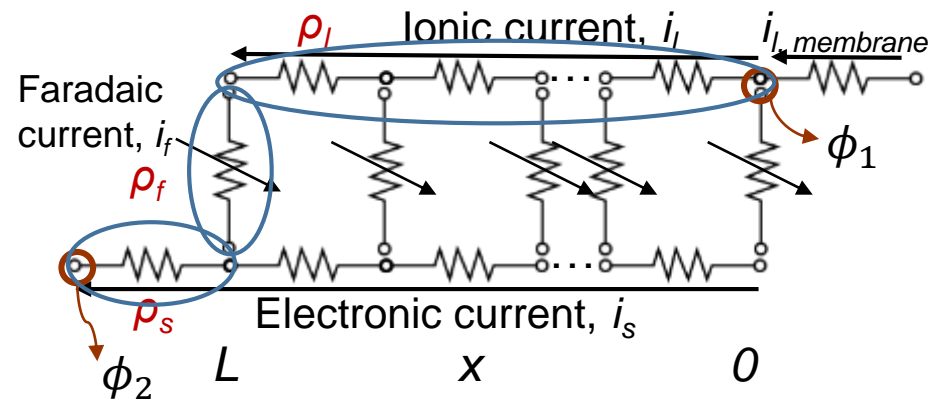 ρl Ionic current, il il, membrane
Faradaic
current, if
ϕ1
ρf
ρs Electronic current, is
ϕ2 L x 0